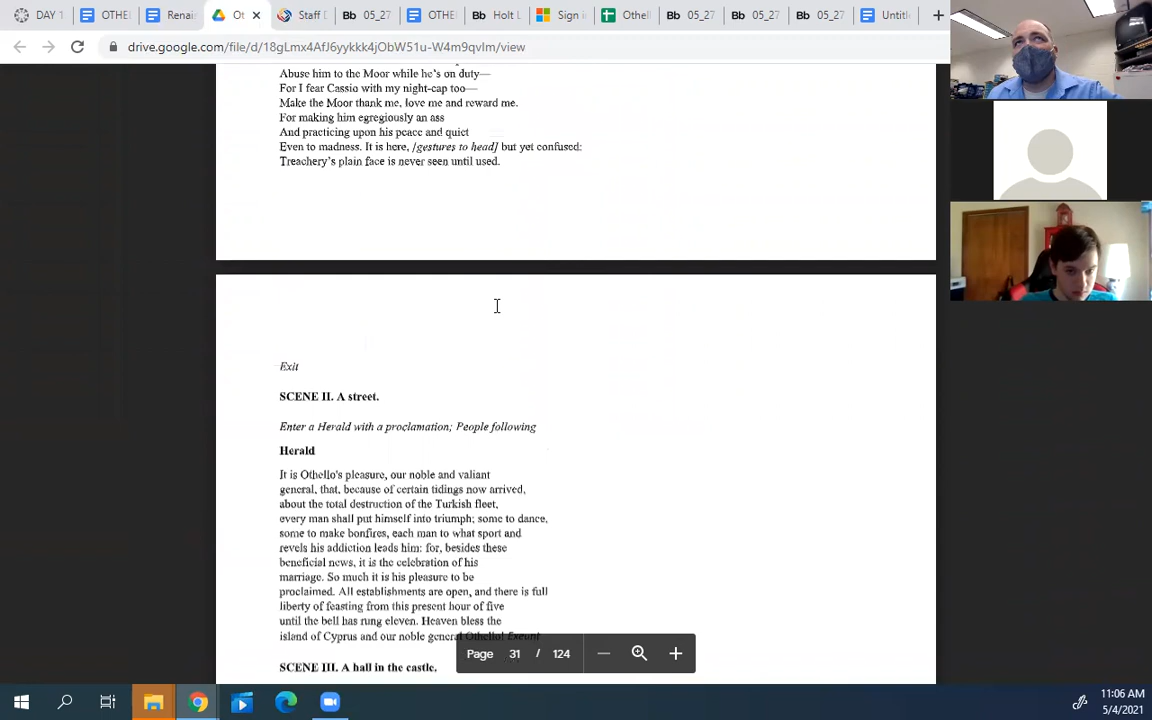 DAY 1
OTHEL
Renais
Ot
Staff D
05_27
OTHE
Holt L
Sign i
Othell
05_27
05_27
05_27
Untitl
drive.google.com/file/d/18gLmx4AfJ6yykkk4jObW51u-W4m9qvIm/view
Abuse him to the Moor while he's on duty—
For I fear Cassio with my night-cap too—
Make the Moor thank me, love me and reward me.
For making him egregiously an ass
And practicing upon his peace and quiet
Even to madness. It is here, [gestures to head] but yet confused:
Treachery's plain face is never seen until used.
Exit
SCENE II. A street.
Enter a Herald with a proclamation; People following
Herald
It is Othello's pleasure, our noble and valiant
general, that, because of certain tidings now arrived,
about the total destruction of the Turkish fleet,
every man shall put himself into triumph; some to dance,
some to make bonfires, each man to what sport and
revels his addiction leads him: for, besides these
beneficial news, it is the celebration of his
marriage. So much it is his pleasure to be
proclaimed. All establishments are open, and there is full
liberty of feasting from this present hour of five
until the bell has rung eleven. Heaven bless the
island of Cyprus and our noble general Othello! Exeunt
SCENE III. A hall in the castle.
Page 31 / 124
11:06 AM
5/4/2021